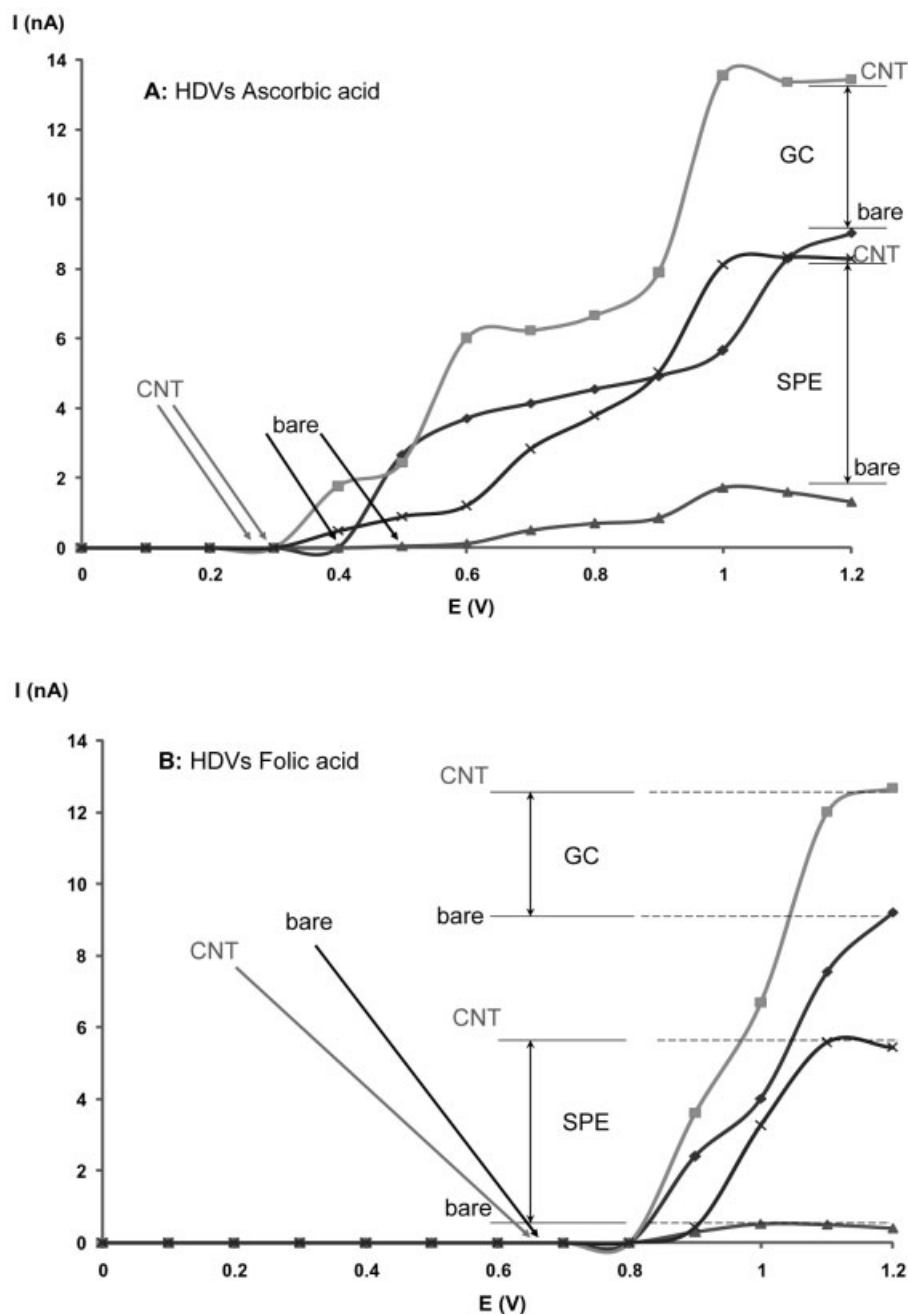 I (nA)
A: HDVs Ascorbic acid
14
12
10
8
6
4
2
0
CNT
GC
bare
CNT
SPE
bare
CNT
bare
0 0.2 0.4 0.6 0.8 1 1.2
E (V)
I (nA)
B: HDVs Folic acid
14
12
10
8
6
4
2
0
CNT
GC
bare
bare
CNT
CNT
SPE
bare
0 0.2 0.4 0.6 0.8 1 1.2
E (V)